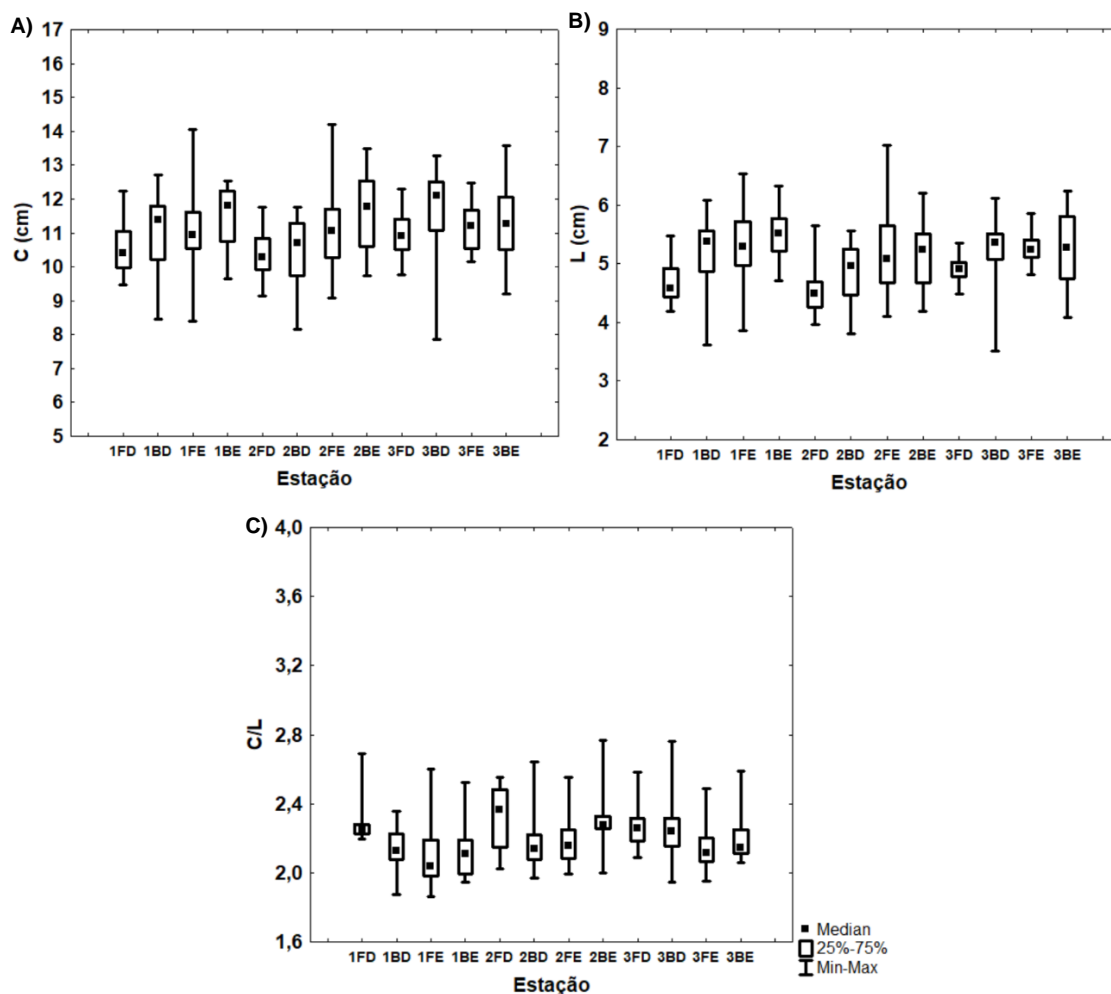 A)
C (cm)
17
16
15
14
13
12
11
10
9
8
7
6
5
1FD 1BD 1FE 1BE 2FD 2BD 2FE 2BE 3FD 3BD 3FE 3BE
Estação
B)
L (cm)
9
8
7
6
5
4
3
2
1FD 1BD 1FE 1BE 2FD 2BD 2FE 2BE 3FD 3BD 3FE 3BE
Estação
C)
C/L
4,0
3,6
3,2
2,8
2,4
2,0
1,6
1FD 1BD 1FE 1BE 2FD 2BD 2FE 2BE 3FD 3BD 3FE 3BE
Estação
Median
25%-75%
Min-Max